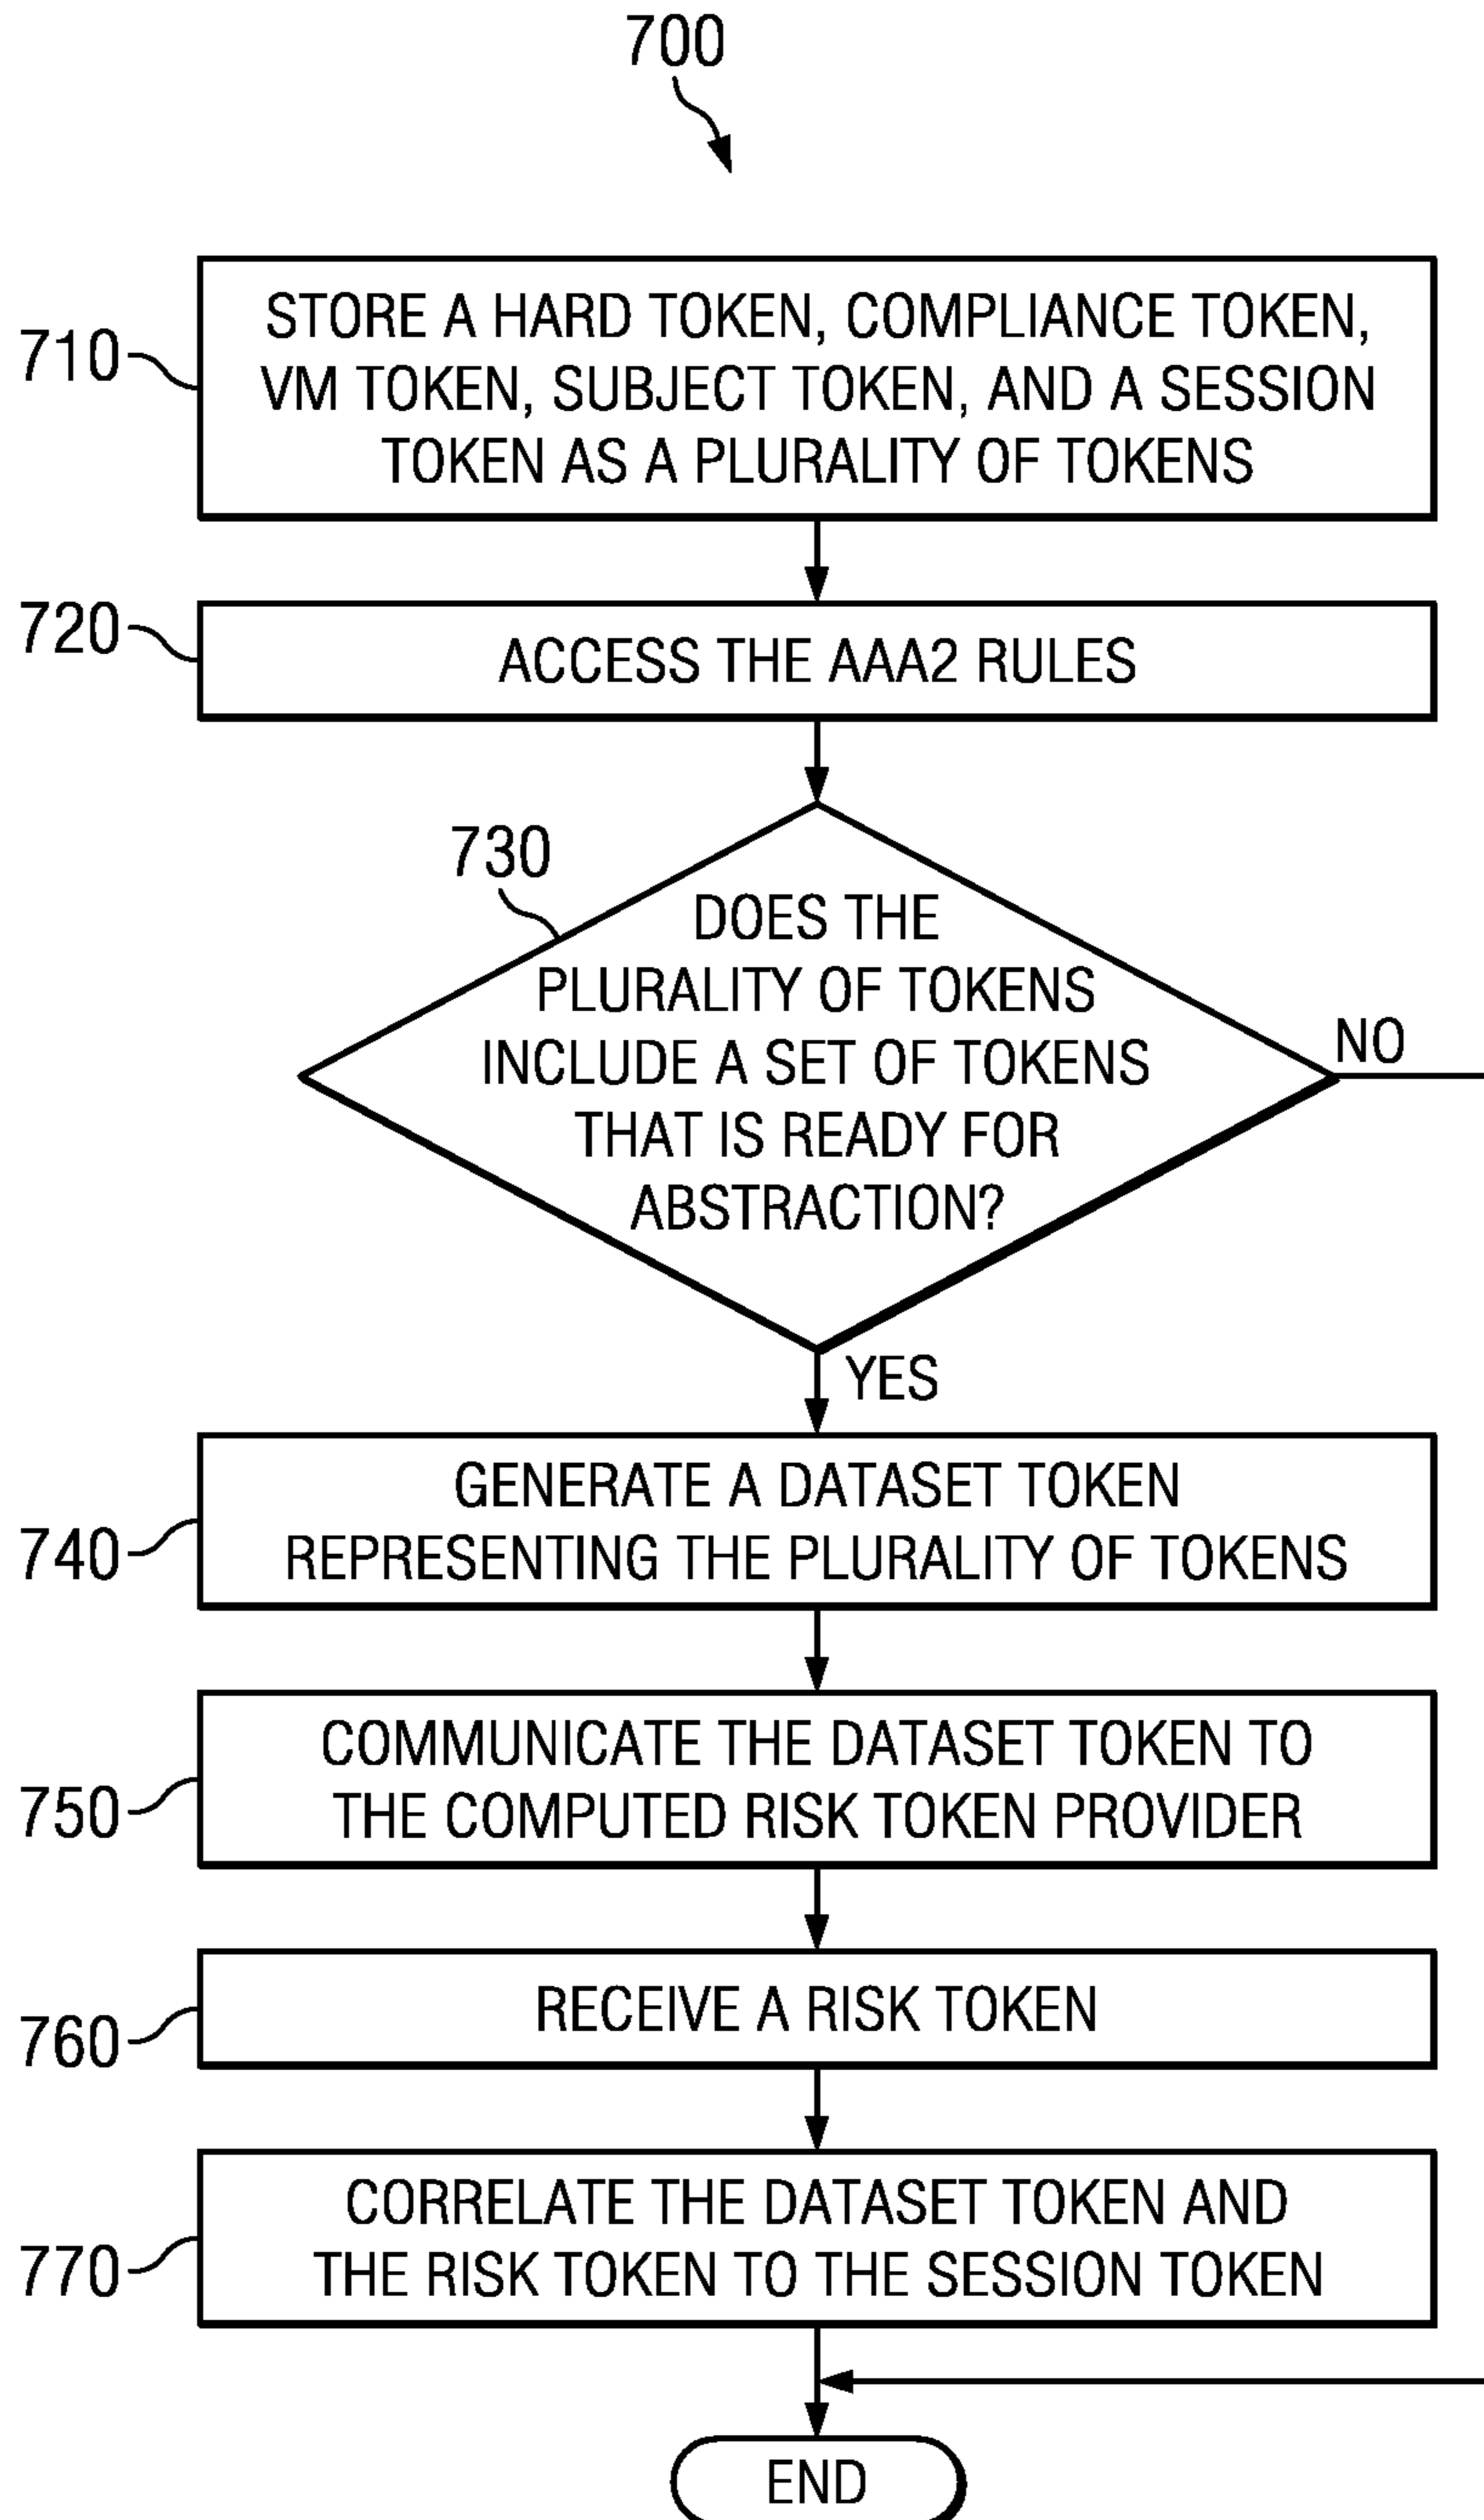 700
710
STORE A HARD TOKEN, COMPLIANCE TOKEN,
VM TOKEN, SUBJECT TOKEN, AND A SESSION
TOKEN AS A PLURALITY OF TOKENS
720
ACCESS THE AAA2 RULES
730
DOES THE
PLURALITY OF TOKENS
INCLUDE A SET OF TOKENS
THAT IS READY FOR
ABSTRACTION?
NO
YES
740
GENERATE A DATASET TOKEN
REPRESENTING THE PLURALITY OF TOKENS
750
COMMUNICATE THE DATASET TOKEN TO
THE COMPUTED RISK TOKEN PROVIDER
760
RECEIVE A RISK TOKEN
770
CORRELATE THE DATASET TOKEN AND
THE RISK TOKEN TO THE SESSION TOKEN
END